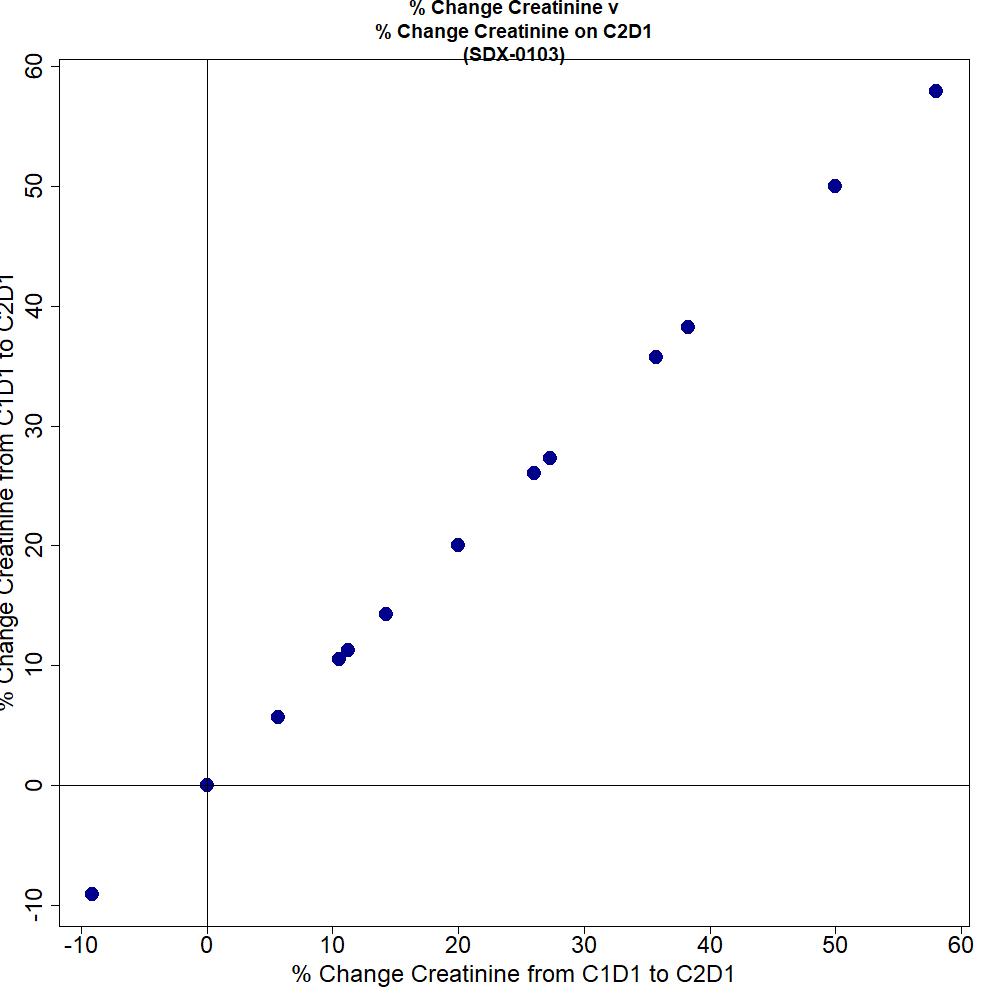 % Change Creatinine v
% Change Creatinine on C2D1
(SDX-0103)
% Change Creatinine from C1D1 to C2D1
60
50
40
30
20
10
0
-10
-10 0 10 20 30 40 50 60
% Change Creatinine from C1D1 to C2D1